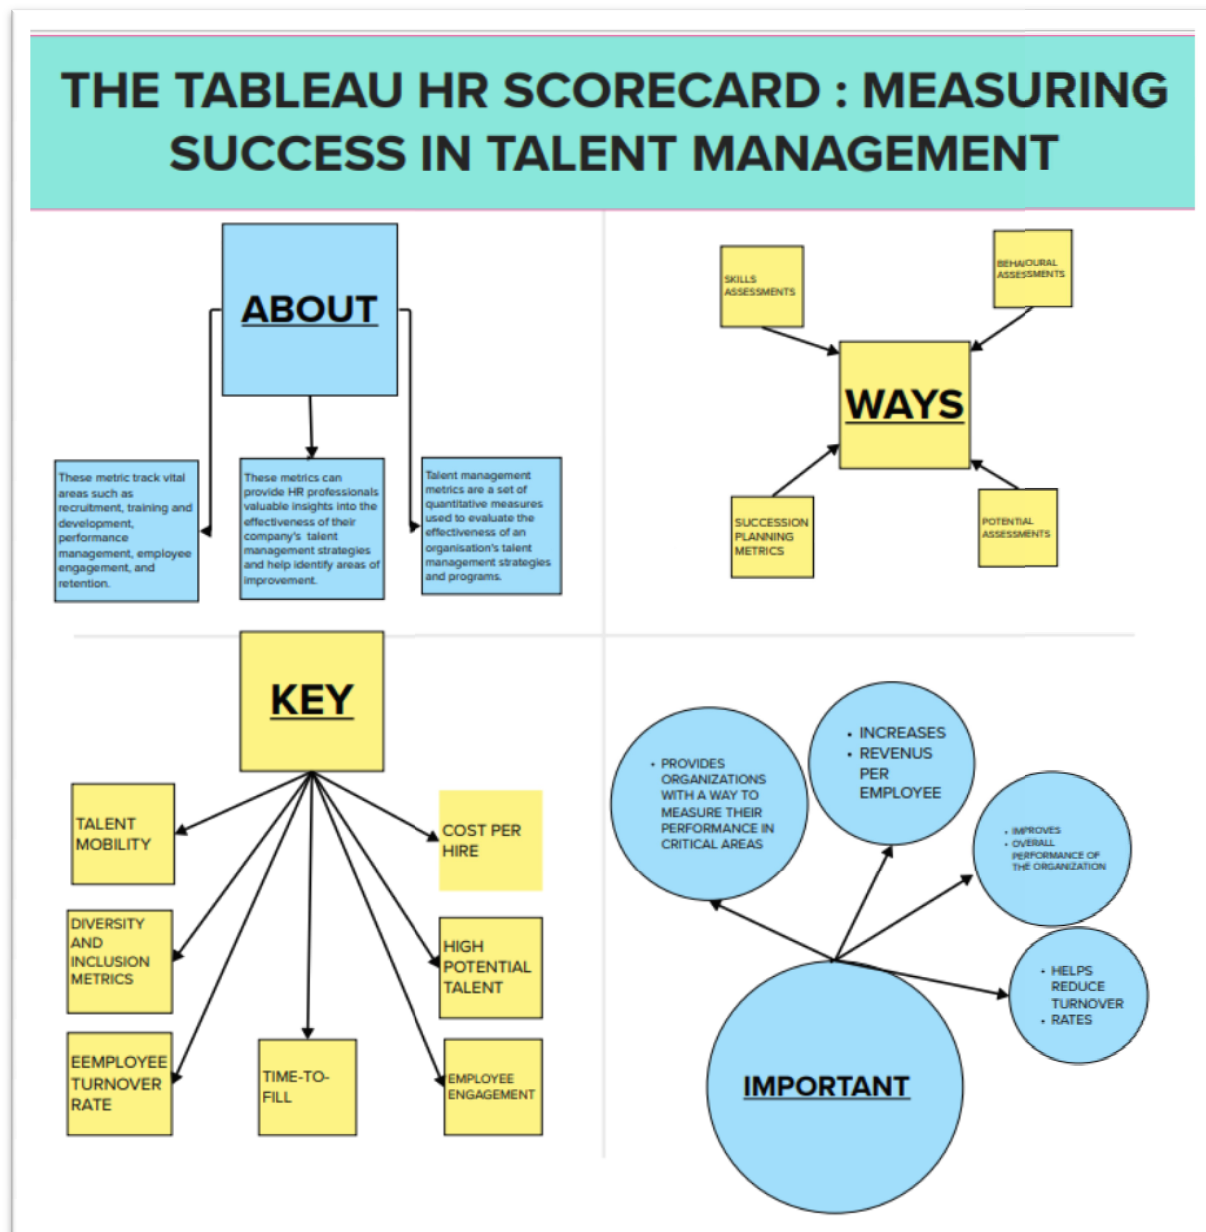 THE TABLEAU HR SCORECARD : MEASURING
SUCCESS IN TALENT MANAGEMENT
ABOUT
These metric track vital
areas such as
recruitment, training and
development,
performance
management, employee
engagement, and
retention.
These metrics can
provide HR professionals
valuable insights into the
effectiveness of their
company's talent
management strategies
and help identify areas of
improvement.
Talent management
metrics are a set of
quantitative measures
used to evaluate the
effectiveness of an
organisation's talent
management strategies
and programs.
SKILLS
ASSESSMENTS
BEHAIOURAL
ASSESSMENTS
WAYS
SUCCESSION
PLANNING
METRICS
POTENTIAL
ASSESSMENTS
KEY
TALENT
MOBILITY
COST PER
HIRE
DIVERSITY
AND
INCLUSION
METRICS
HIGH
POTENTIAL
TALENT
EEMPLOYEE
TURNOVER
RATE
TIME-TO-
FILL
EMPLOYEE
ENGAGEMENT
• PROVIDES
ORGANIZATIONS
WITH A WAY TO
MEASURE THEIR
PERFORMANCE IN
CRITICAL AREAS
• INCREASES
• REVENUS
PER
EMPLOYEE
• IMPROVES
• OVERALL
PERFORMANCE OF
THE ORGANIZATION
• HELPS
REDUCE
TURNOVER
• RATES
IMPORTANT